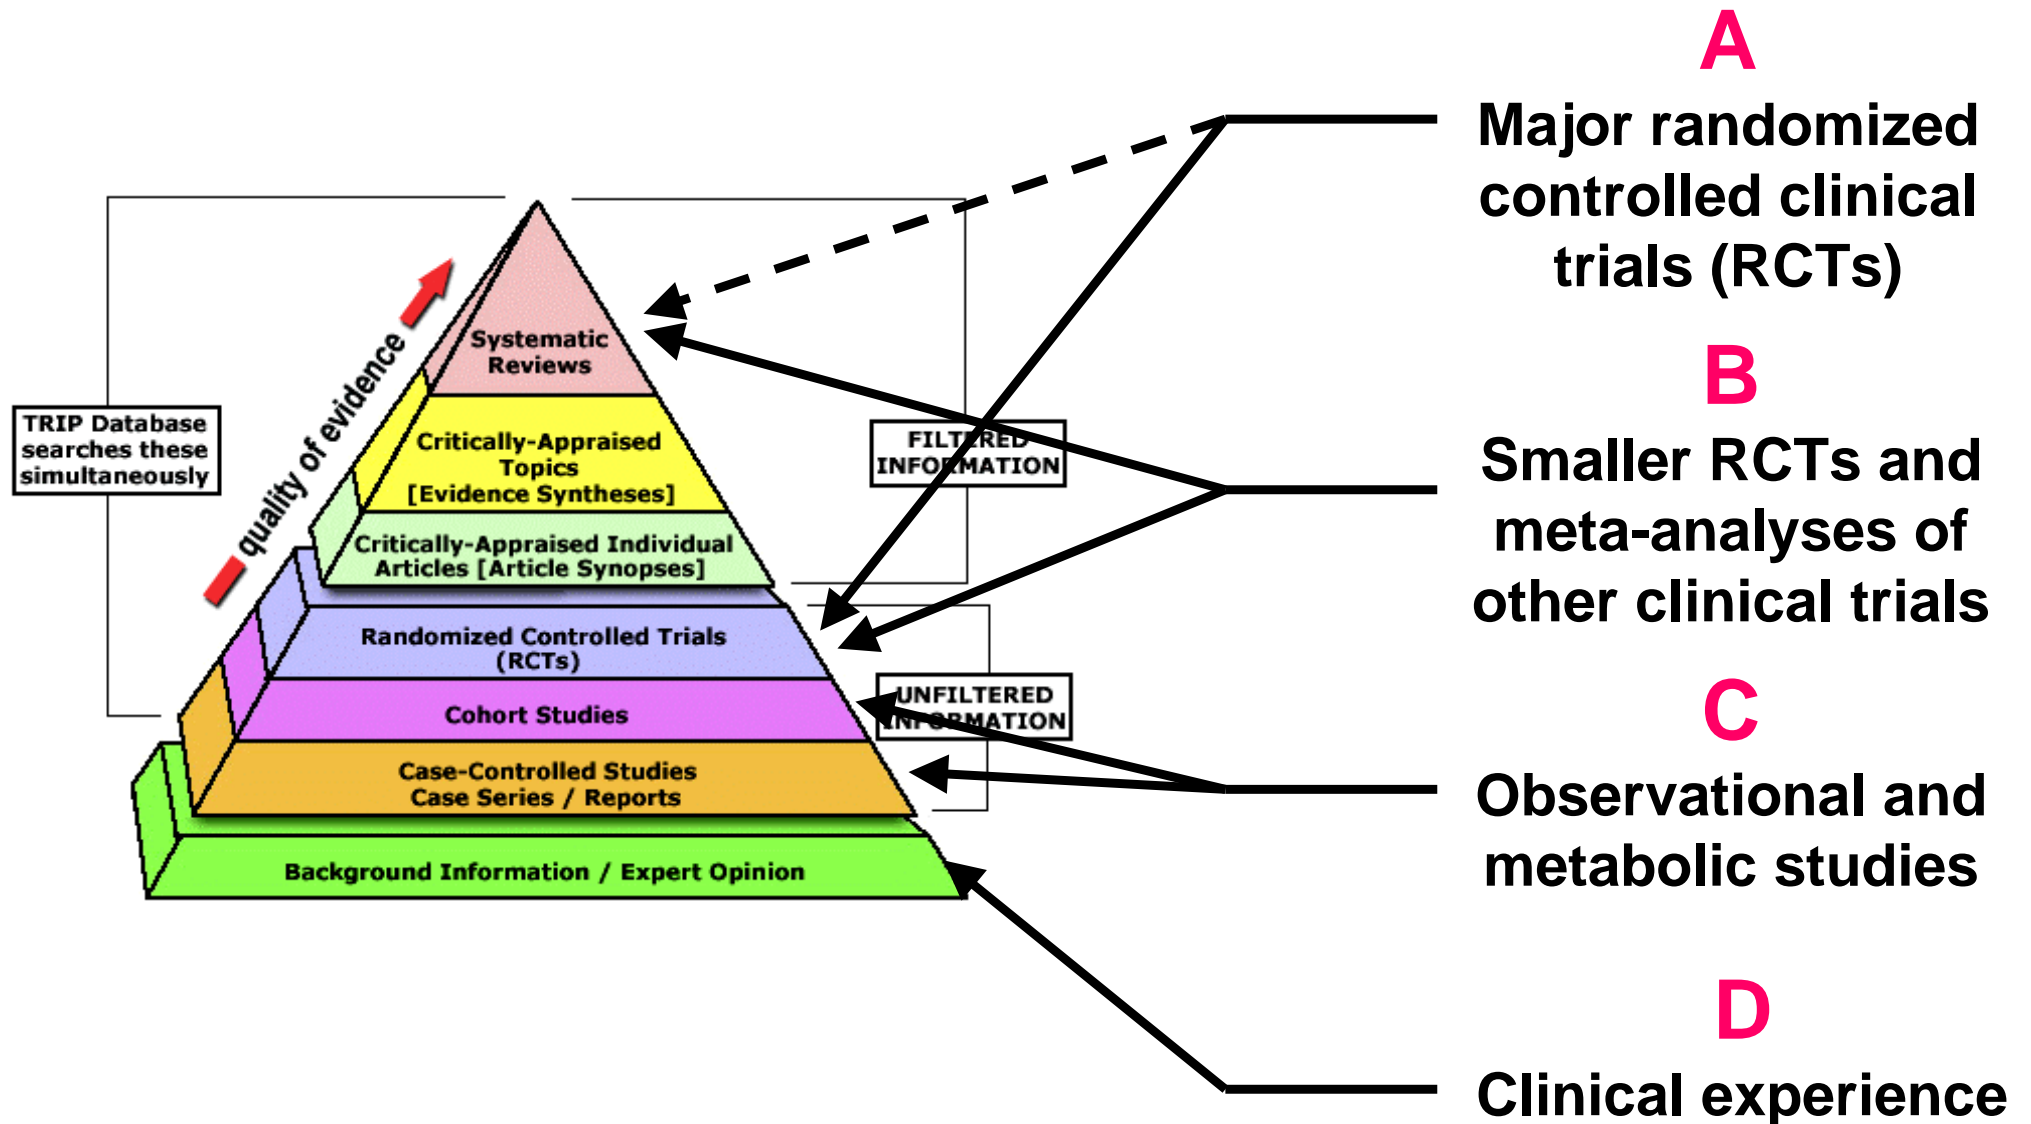 TRIP Database
searches these
simultaneously
quality of evidence
Systematic
Reviews
Critically-Appraised
Topics
[Evidence Syntheses]
Critically-Appraised Individual
Articles [Article Synopses]
Randomized Controlled Trials
(RCTs)
Cohort Studies
Case-Controlled Studies
Case Series / Reports
Background Information / Expert Opinion
FILTERED
INFORMATION
UNFILTERED
INFORMATION
A
Major randomized
controlled clinical
trials (RCTs)
B
Smaller RCTs and
meta-analyses of
other clinical trials
C
Observational and
metabolic studies
D
Clinical experience